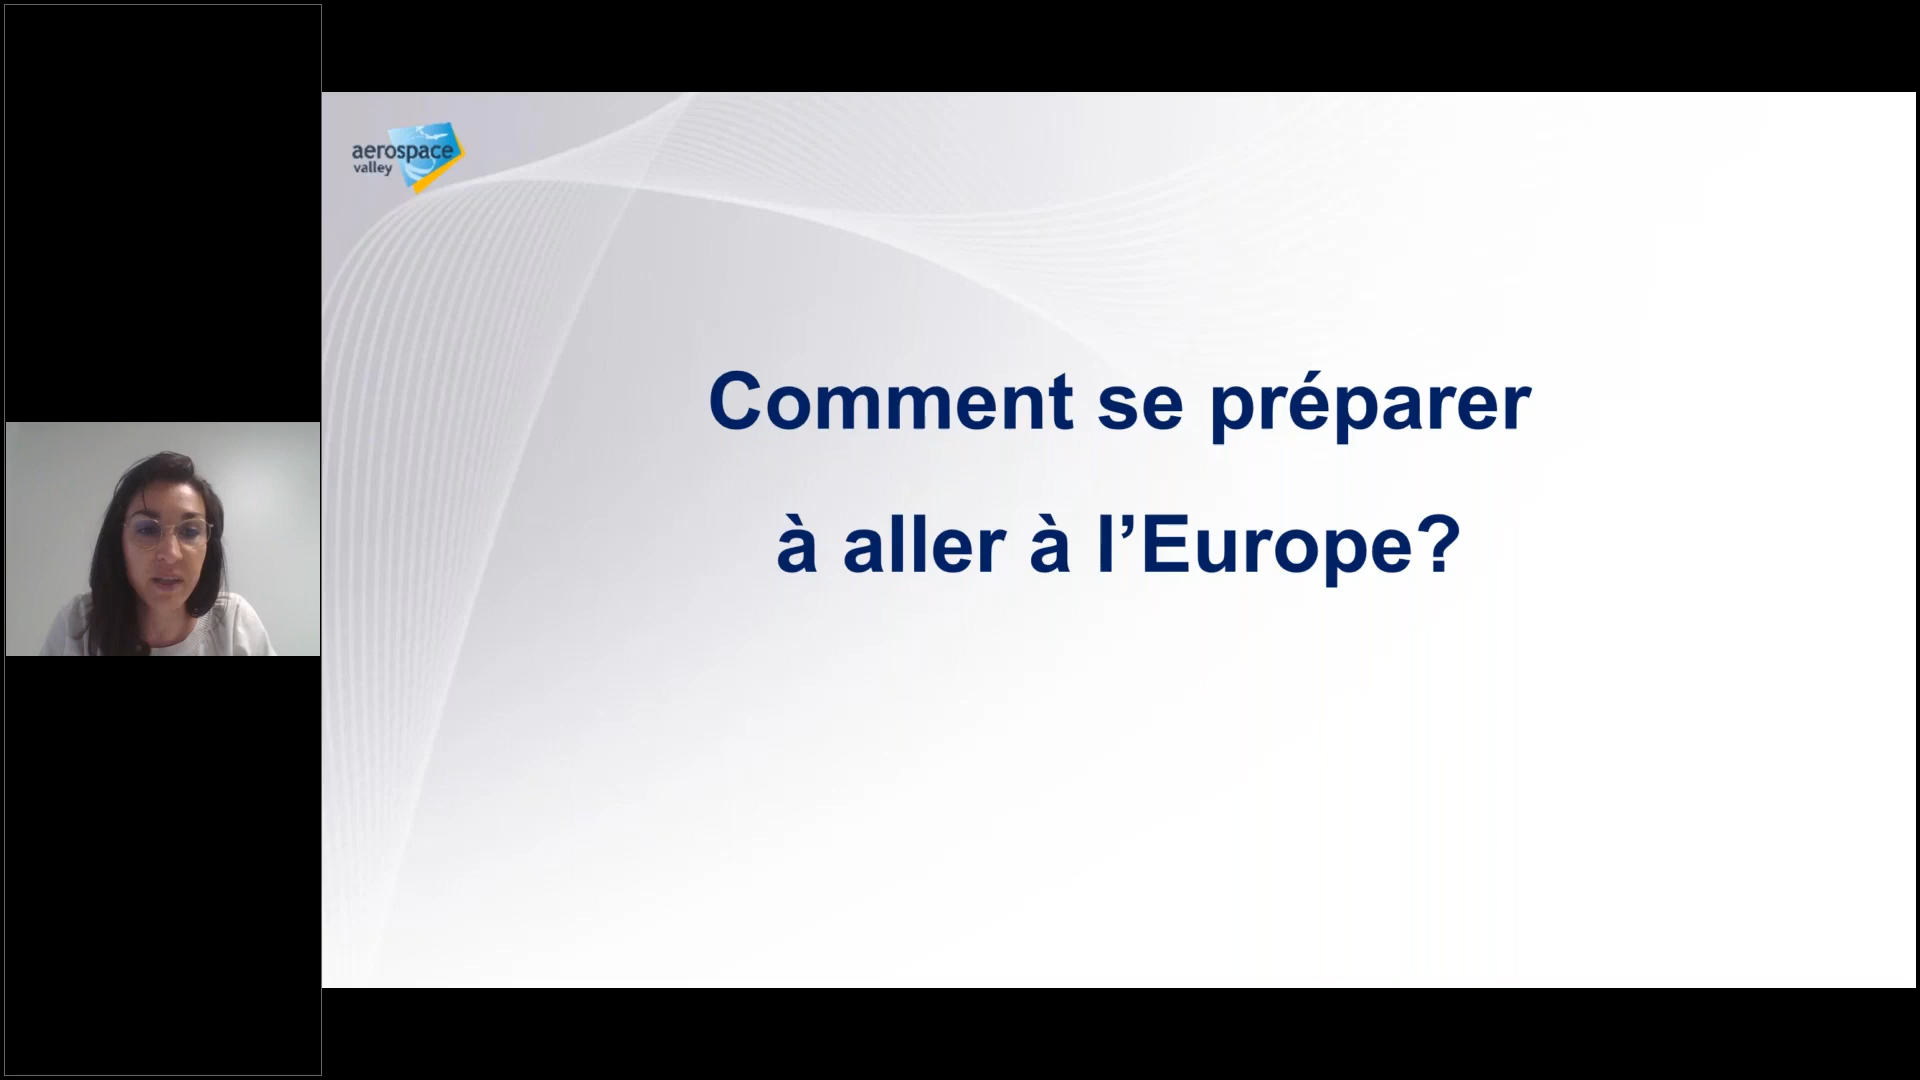 aerospace
valley
Comment se préparer
à aller à l’Europe?